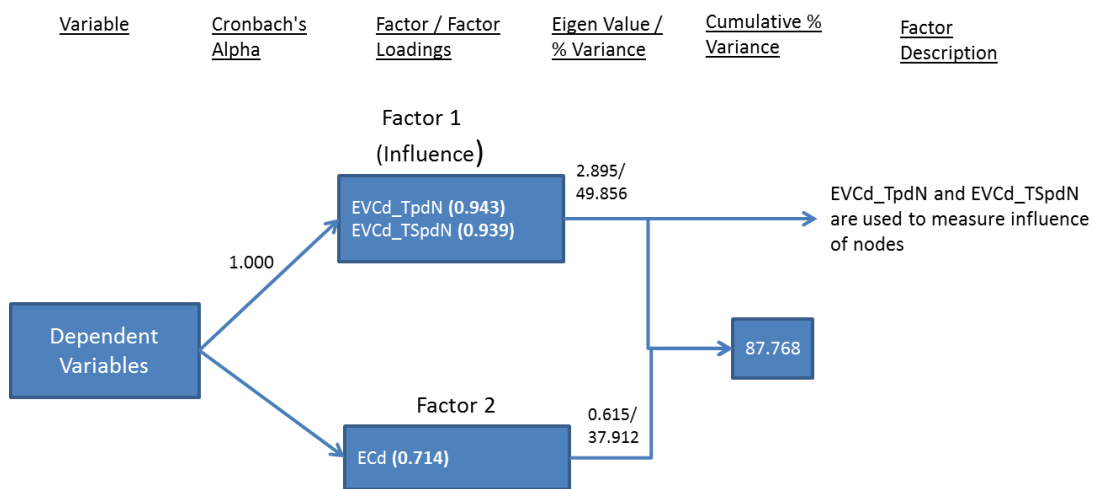 Variable
Cronbach's
Alpha
Factor / Factor
Loadings
Eigen Value /
% Variance
Cumulative %
Variance
Factor
Description
Factor 1
(Influence)
2.895/
49.856
EVCd_TpdN (0.943)
EVCd_TSpdN (0.939)
EVCd_TpdN and EVCd_TSpdN
are used to measure influence
of nodes
1.000
Dependent
Variables
87.768
Factor 2
0.615/
37.912
ECd (0.714)